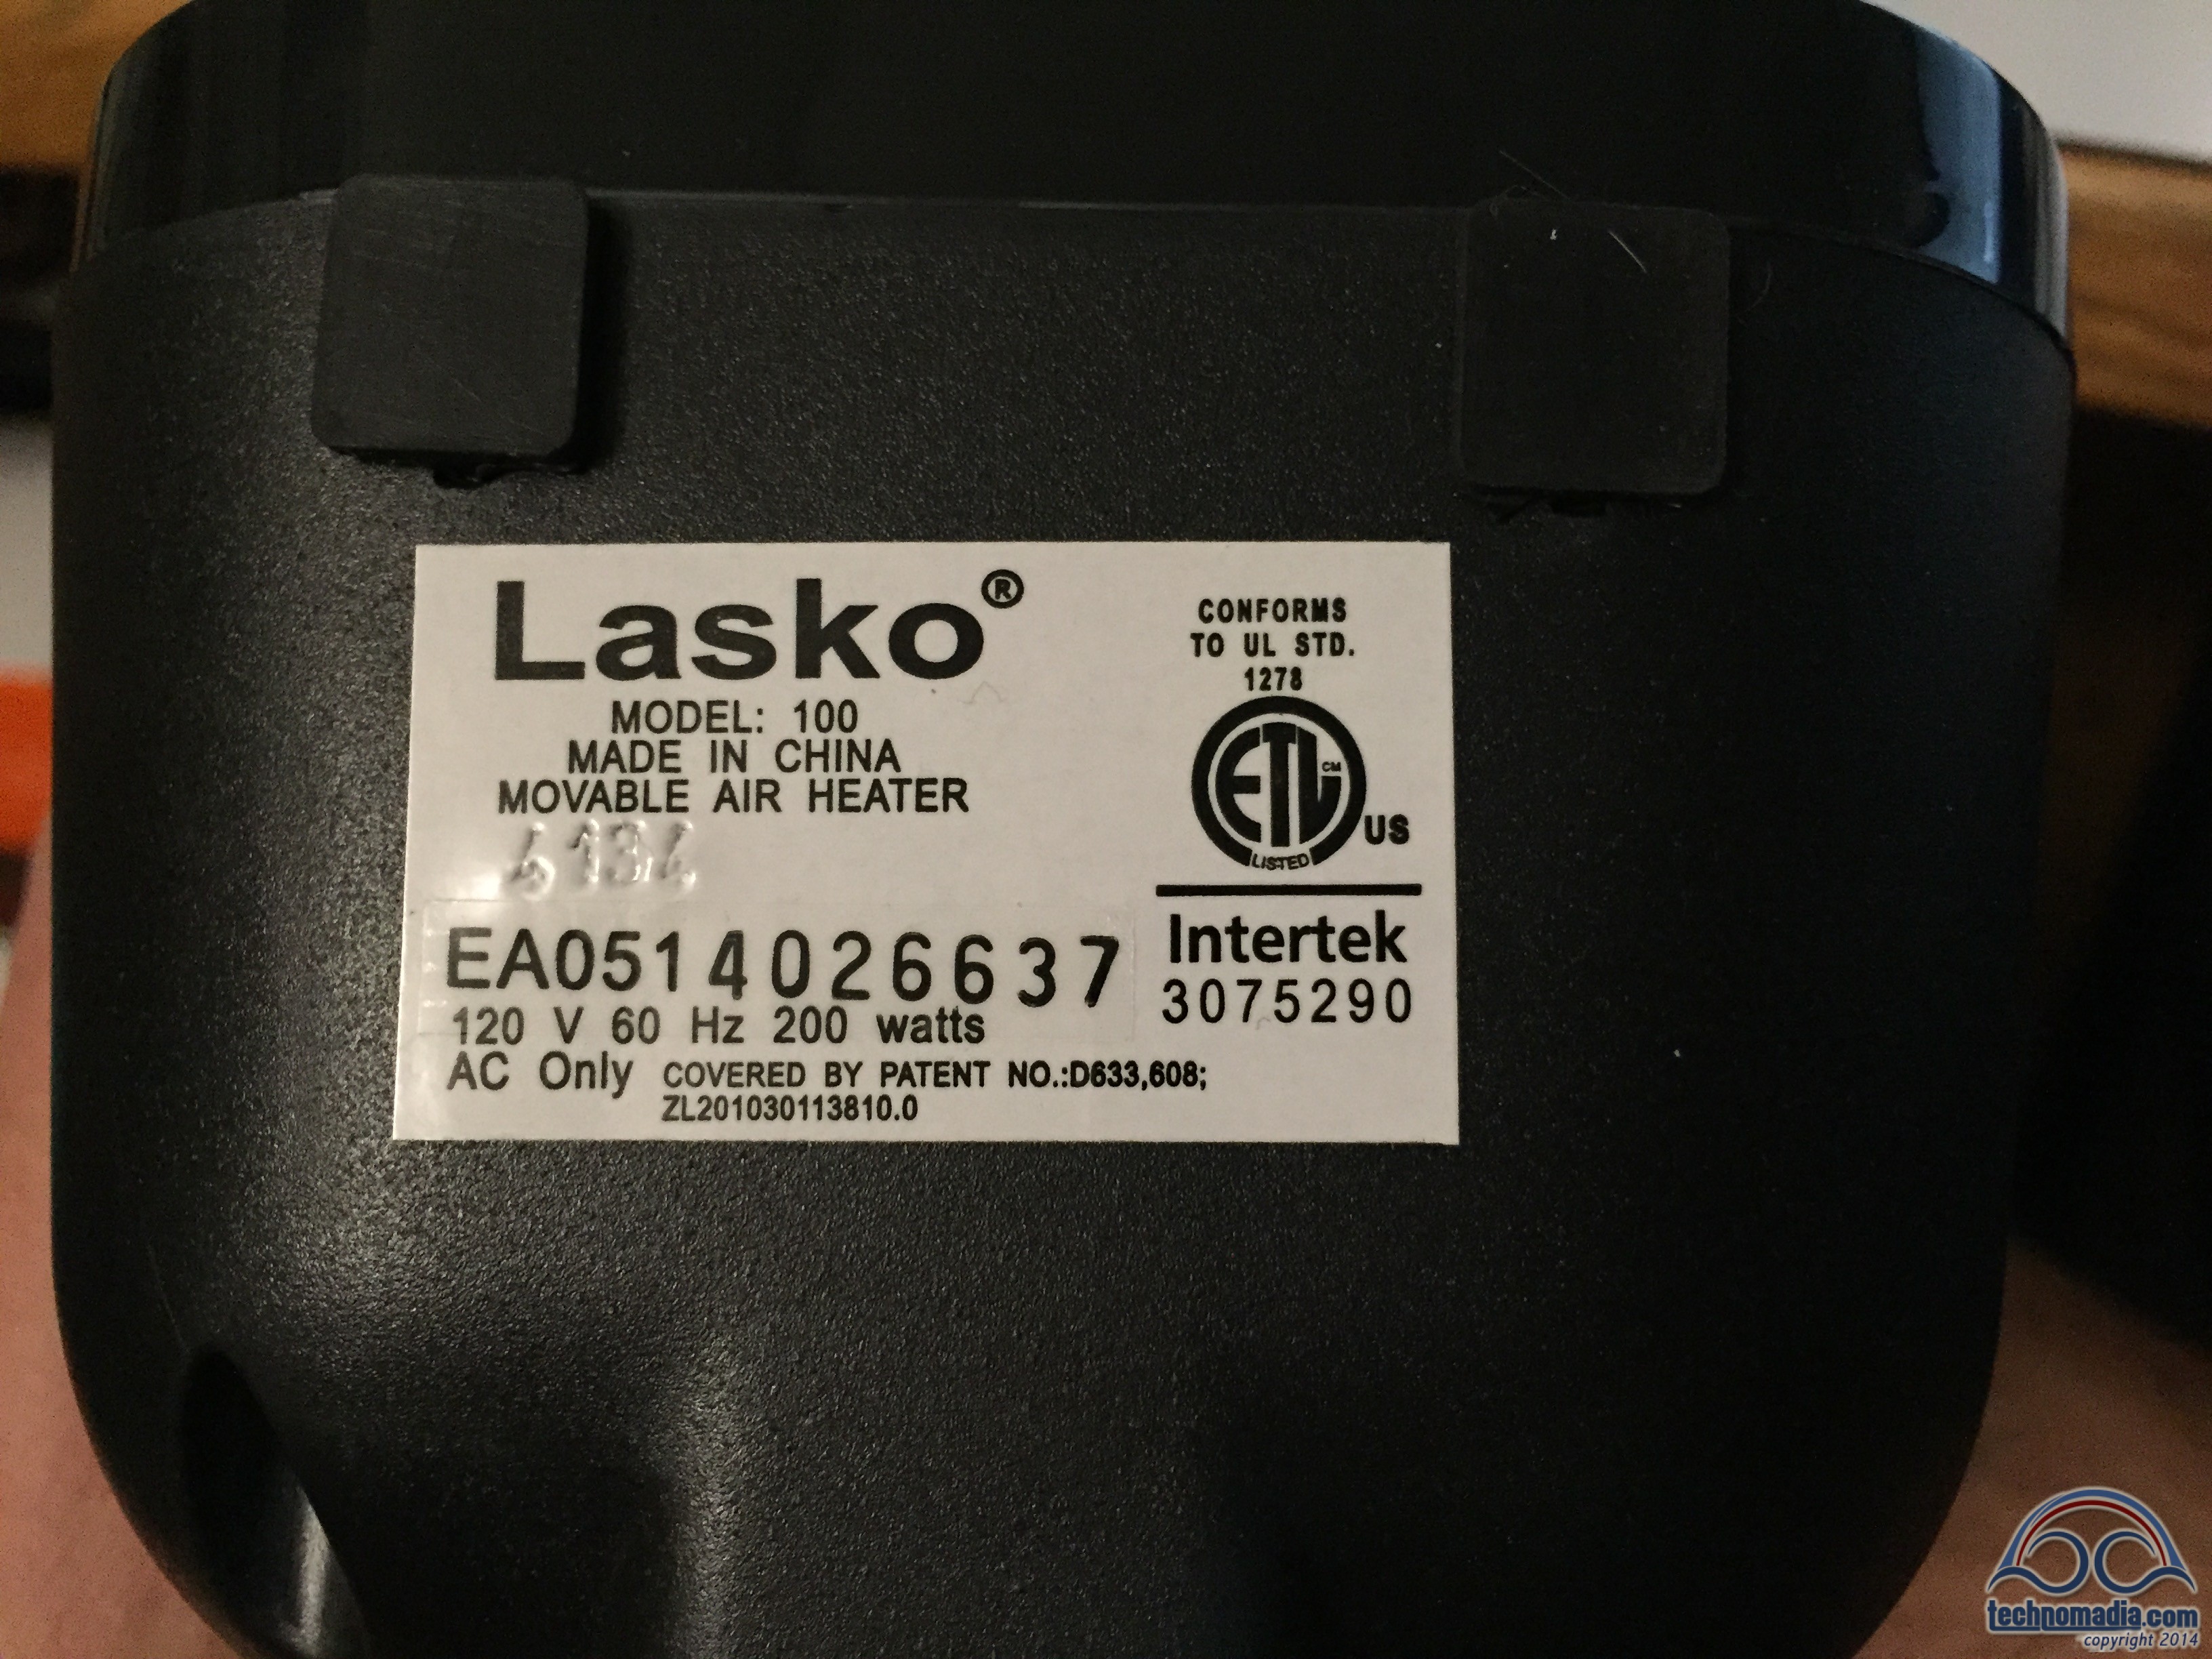 Lasko®
MODEL: 100
MADE IN CHINA
MOVABLE AIR HEATER
EA0514026637
120 V 60 Hz 200 watts
AC Only COVERED BY PATENT NO.:D633,608;
ZL201030113810.0
CONFORMS
TO UL STD.
1278
ETL CM
LISTED
US
Intertek
3075290
technomadia.com
copyright 2014